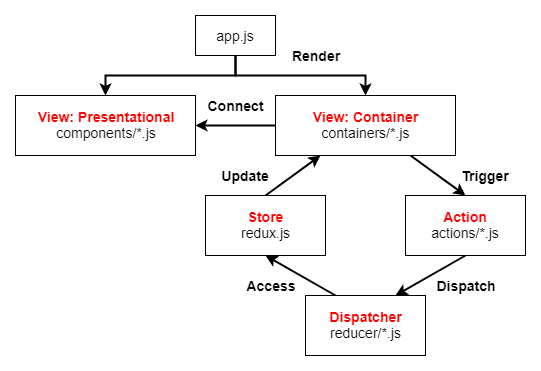 app.js
Render
View: Presentational
components/*.js
Connect
View: Container
containers/*.js
Update
Trigger
Store
redux.js
Action
actions/*.js
Access
Dispatch
Dispatcher
reducer/*.js